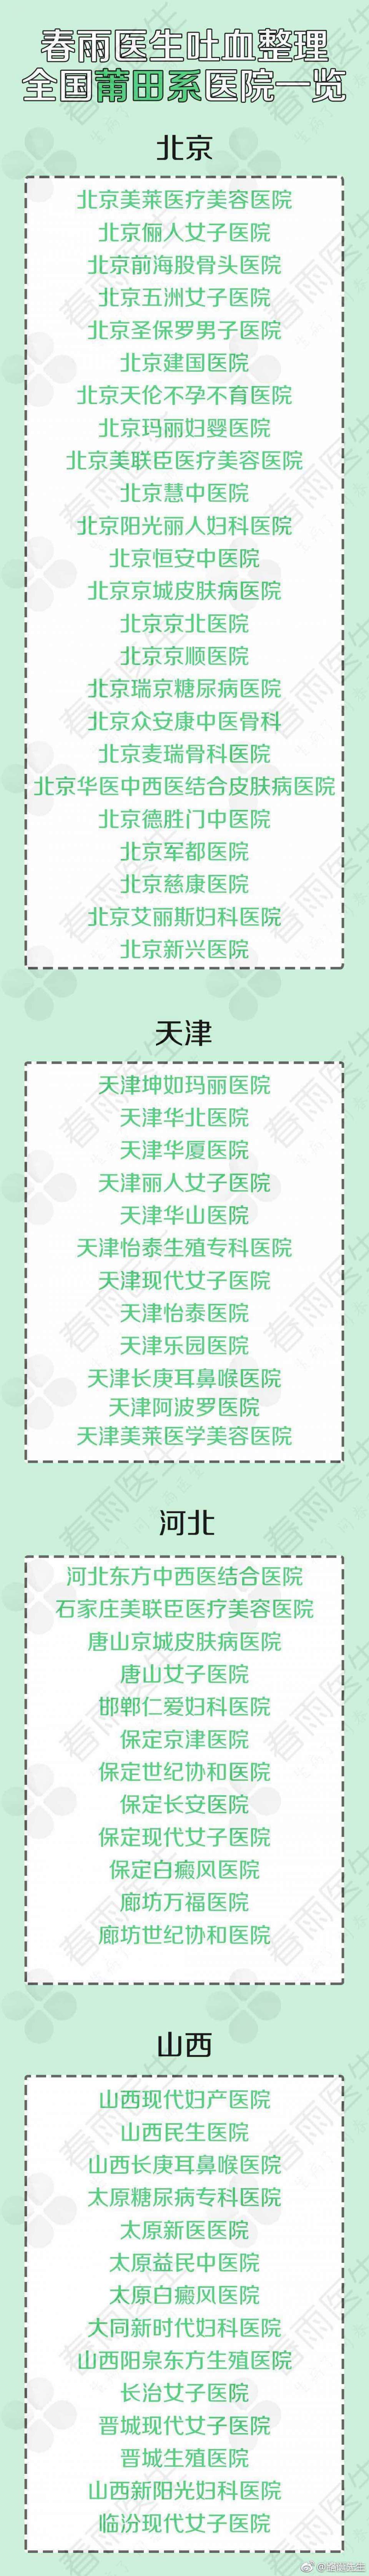 春雨医生吐血整理
全国莆田系医院一览
北京
北京美莱医疗美容医院
北京俪人女子医院
北京前海股骨头医院
北京五洲女子医院
北京圣保罗男子医院
北京建国医院
北京天伦不孕不育医院
北京玛丽妇婴医院
北京美联臣医疗美容医院
北京慧中医院
北京阳光丽人妇科医院
北京恒安中医院
北京京城皮肤病医院
北京京北医院
北京京顺医院
北京瑞京糖尿病医院
北京众安康中医骨科
北京麦瑞骨科医院
北京华医中西医结合皮肤病医院
北京德胜门中医院
北京军都医院
北京慈康医院
北京艾丽斯妇科医院
北京新兴医院
天津
天津坤如玛丽医院
天津华北医院
天津华厦医院
天津丽人女子医院
天津华山医院
天津怡泰生殖专科医院
天津现代女子医院
天津怡泰医院
天津乐园医院
天津长庚耳鼻喉医院
天津阿波罗医院
天津美莱医学美容医院
河北
河北东方中西医结合医院
石家庄美联臣医疗美容医院
唐山京城皮肤病医院
唐山女子医院
邯郸仁爱妇科医院
保定京津医院
保定世纪协和医院
保定长安医院
保定现代女子医院
保定白癜风医院
廊坊万福医院
廊坊世纪协和医院
山西
山西现代妇产医院
山西民生医院
山西长庚耳鼻喉医院
太原糖尿病专科医院
太原新医医院
太原益民中医院
太原白癜风医院
大同新时代妇科医院
山西阳泉东方生殖医院
长治女子医院
晋城现代女子医院
晋城生殖医院
山西新阳光妇科医院
临汾现代女子医院